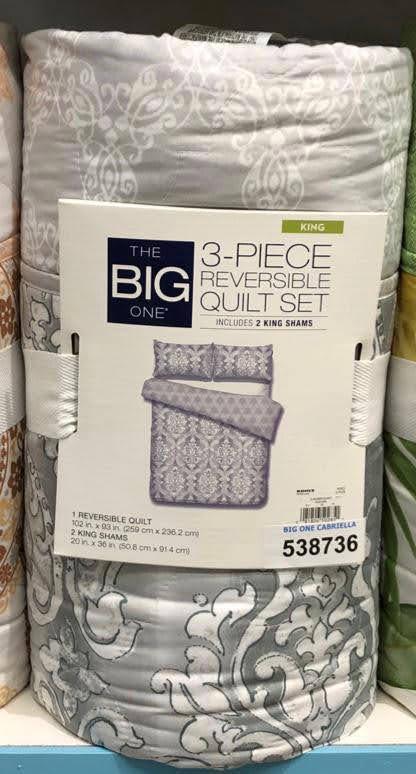 KING
THE
BIG
ONE®
3-PIECE
REVERSIBLE
QUILT SET
INCLUDES 2 KING SHAMS
1 REVERSIBLE QUILT
102 in. x 93 in. (259 cm x 236.2 cm)
2 KING SHAMS
20 in. x 36 in. (50.8 cm x 91.4 cm)
KOHL'S
BIG ONE CABRIELLA
538736